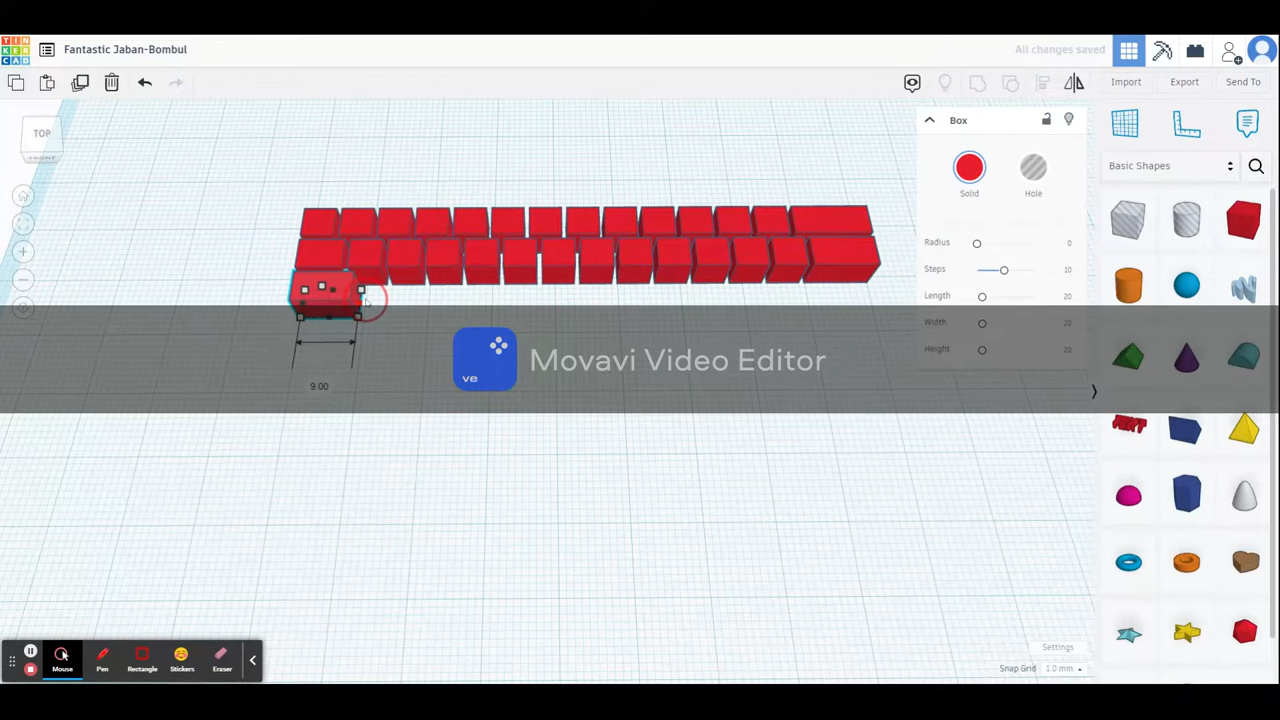 TIN
KER
CAD
Fantastic Jaban-Bombul
All changes saved
Import
Export
Send To
TOP
FRONT
Box
Solid
Hole
Basic Shapes
Radius
0
Steps
10
Length
20
Width
20
Height
20
9.00
ve
Movavi Video Editor
Settings
Snap Grid
1.0 mm
Mouse
Pen
Rectangle
Stickers
Eraser